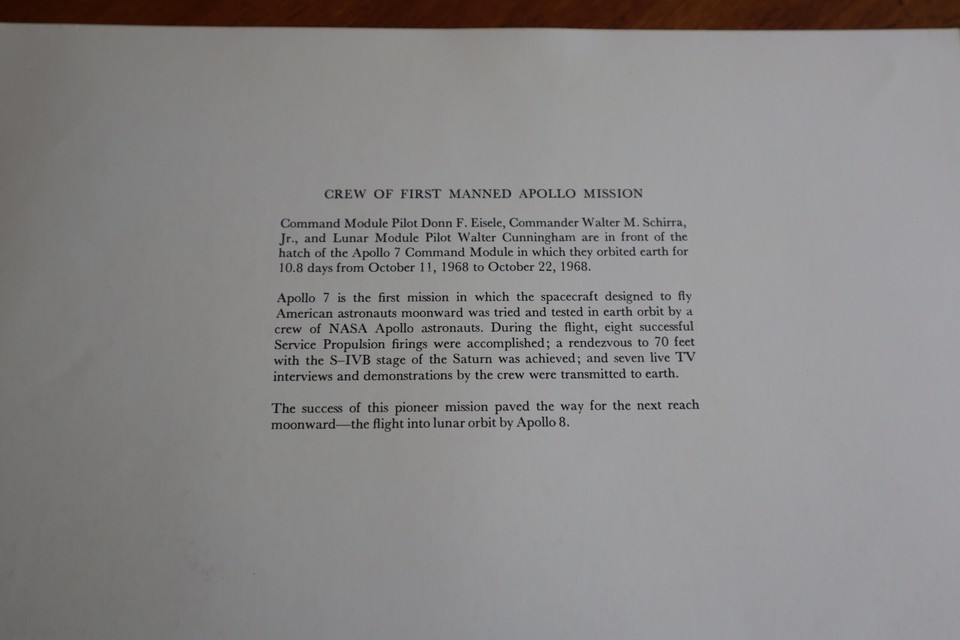 CREW OF FIRST MANNED APOLLO MISSION
Command Module Pilot Donn F. Eisele, Commander Walter M. Schirra,
Jr., and Lunar Module Pilot Walter Cunningham are in front of the
hatch of the Apollo 7 Command Module in which they orbited earth for
10.8 days from October 11, 1968 to October 22, 1968.
Apollo 7 is the first mission in which the spacecraft designed to fly
American astronauts moonward was tried and tested in earth orbit by a
crew of NASA Apollo astronauts. During the flight, eight successful
Service Propulsion firings were accomplished; a rendezvous to 70 feet
with the S–IVB stage of the Saturn was achieved; and seven live TV
interviews and demonstrations by the crew were transmitted to earth.
The success of this pioneer mission paved the way for the next reach
moonward—the flight into lunar orbit by Apollo 8.